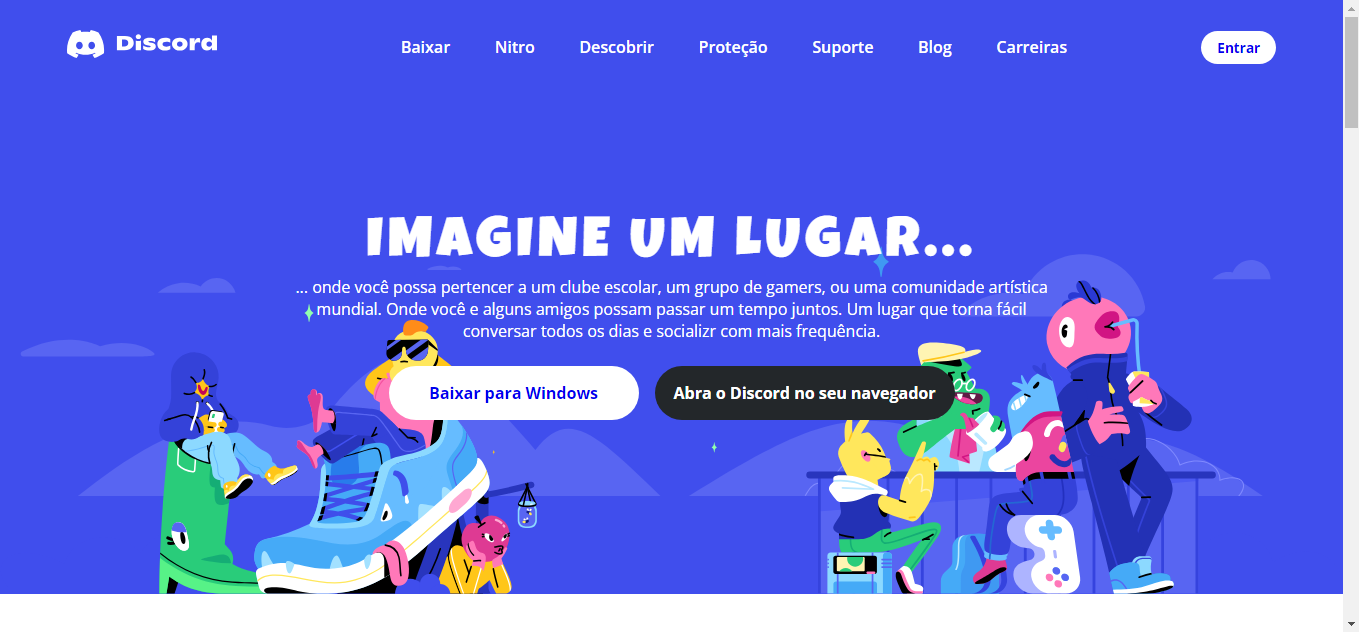 Discord
Baixar
Nitro
Descobrir
Proteção
Suporte
Blog
Carreiras
Entrar
IMAGINE UM LUGAR...
... onde você possa pertencer a um clube escolar, um grupo de gamers, ou uma comunidade artística
mundial. Onde você e alguns amigos possam passar um tempo juntos. Um lugar que torna fácil
conversar todos os dias e socializr com mais frequência.
Baixar para Windows
Abra o Discord no seu navegador